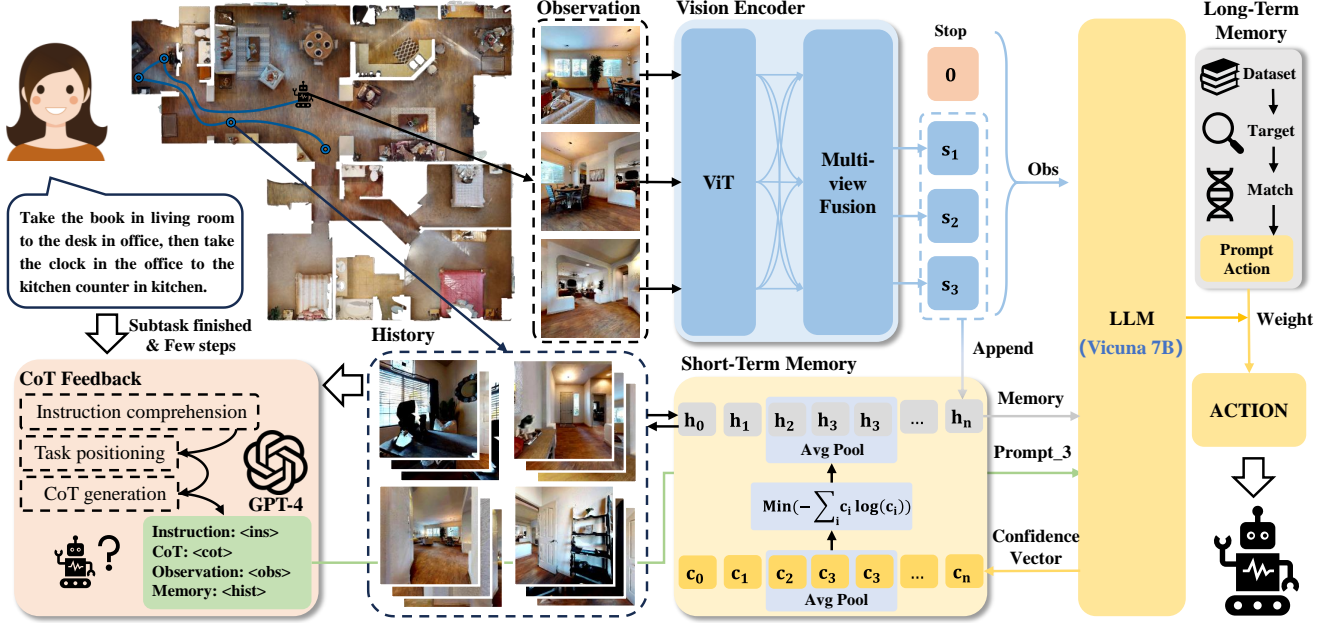 Observation
Vision Encoder
Long-Term
Memory
Stop
0
Dataset
Target
Match
Prompt
Action
ViT
Multi-
view
Fusion
s1
s2
s3
Obs
Take the book in living room
to the desk in office, then take
the clock in the office to the
kitchen counter in kitchen.
Subtask finished
& Few steps
History
LLM
(Vicuna 7B)
Weight
Append
CoT Feedback
Instruction comprehension
Task positioning
CoT generation
GPT-4
Instruction: <ins>
CoT: <cot>
Observation: <obs>
Memory: <hist>
Short-Term Memory
h0 h1 h2 h3 h3 ... hn
Avg Pool
Min(− ∑i ci log(ci))
c0 c1 c2 c3 c3 ... cn
Avg Pool
Memory
Prompt_3
Confidence
Vector
ACTION